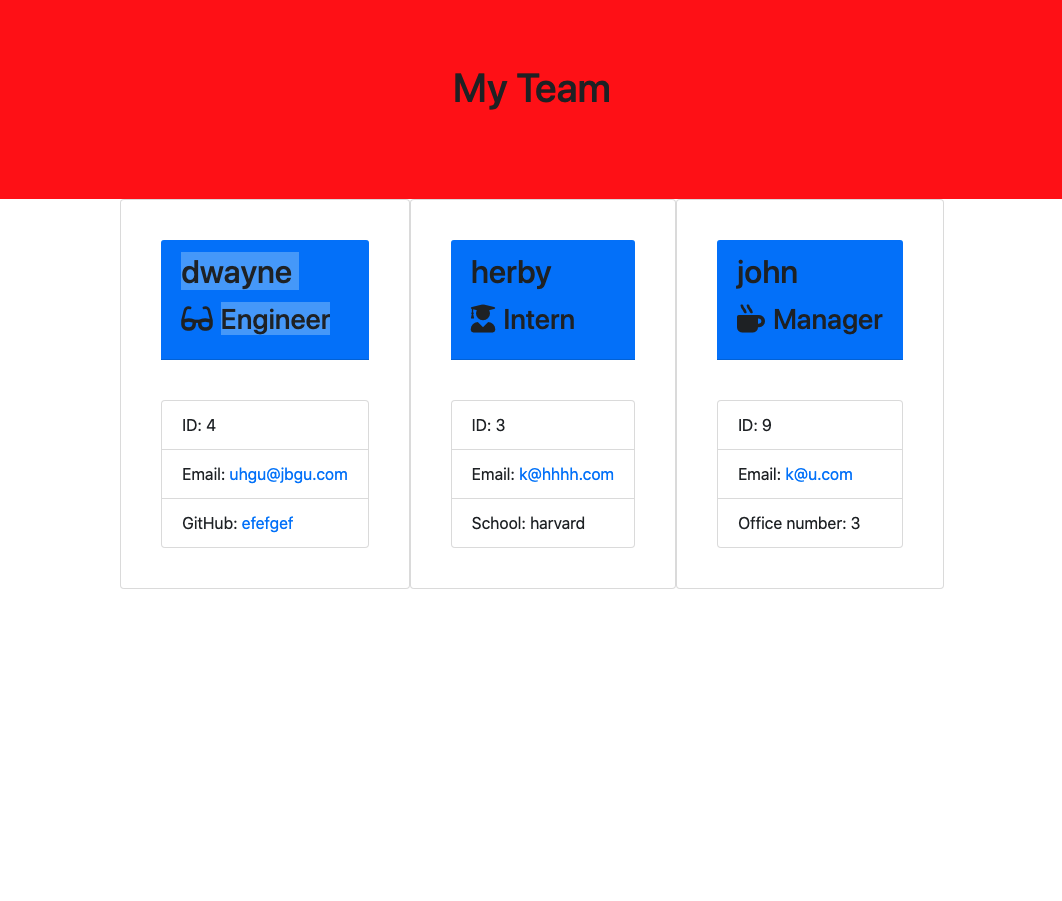 My Team
dwayne
Engineer
ID: 4
Email: uhgu@jbgu.com
GitHub: efefgef
herby
Intern
ID: 3
Email: k@hhhh.com
School: harvard
john
Manager
ID: 9
Email: k@u.com
Office number: 3